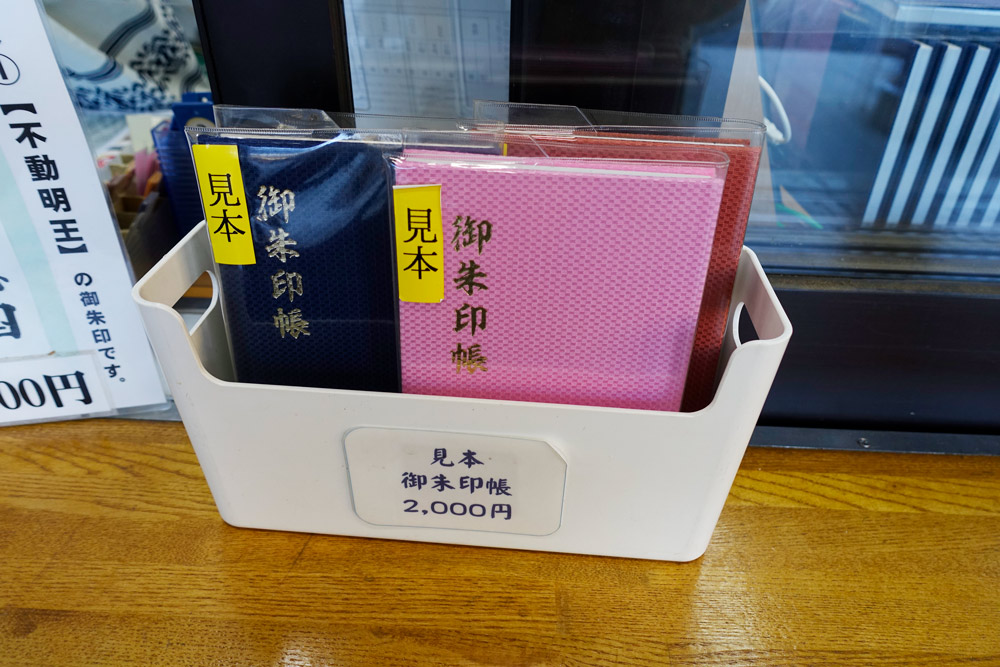 【不動明王】の御朱印です。
00円
見本
御朱印帳
見本
御朱印帳
見本
御朱印帳
2,000円